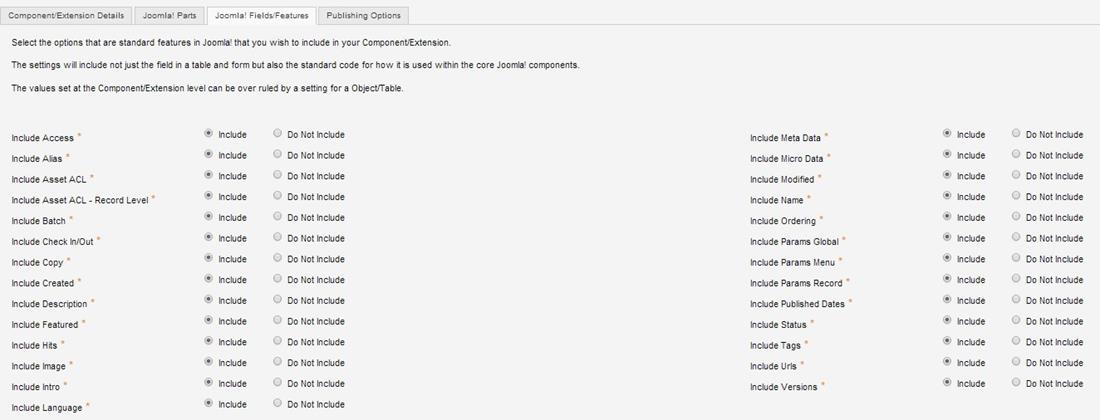 Component/Extension Details Joomla! Parts Joomla! Fields/Features Publishing Options
Select the options that are standard features in Joomla! that you wish to include in your Component/Extension.
The settings will include not just the field in a table and form but also the standard code for how it is used within the core Joomla! components.
The values set at the Component/Extension level can be over ruled by a setting for a Object/Table.
Include Access * Include Do Not Include
Include Alias * Include Do Not Include
Include Asset ACL * Include Do Not Include
Include Asset ACL - Record Level * Include Do Not Include
Include Batch * Include Do Not Include
Include Check In/Out * Include Do Not Include
Include Copy * Include Do Not Include
Include Created * Include Do Not Include
Include Description * Include Do Not Include
Include Featured * Include Do Not Include
Include Hits * Include Do Not Include
Include Image * Include Do Not Include
Include Intro * Include Do Not Include
Include Language * Include Do Not Include
Include Meta Data * Include Do Not Include
Include Micro Data * Include Do Not Include
Include Modified * Include Do Not Include
Include Name * Include Do Not Include
Include Ordering * Include Do Not Include
Include Params Global * Include Do Not Include
Include Params Menu * Include Do Not Include
Include Params Record * Include Do Not Include
Include Published Dates * Include Do Not Include
Include Status * Include Do Not Include
Include Tags * Include Do Not Include
Include Urls * Include Do Not Include
Include Versions * Include Do Not Include